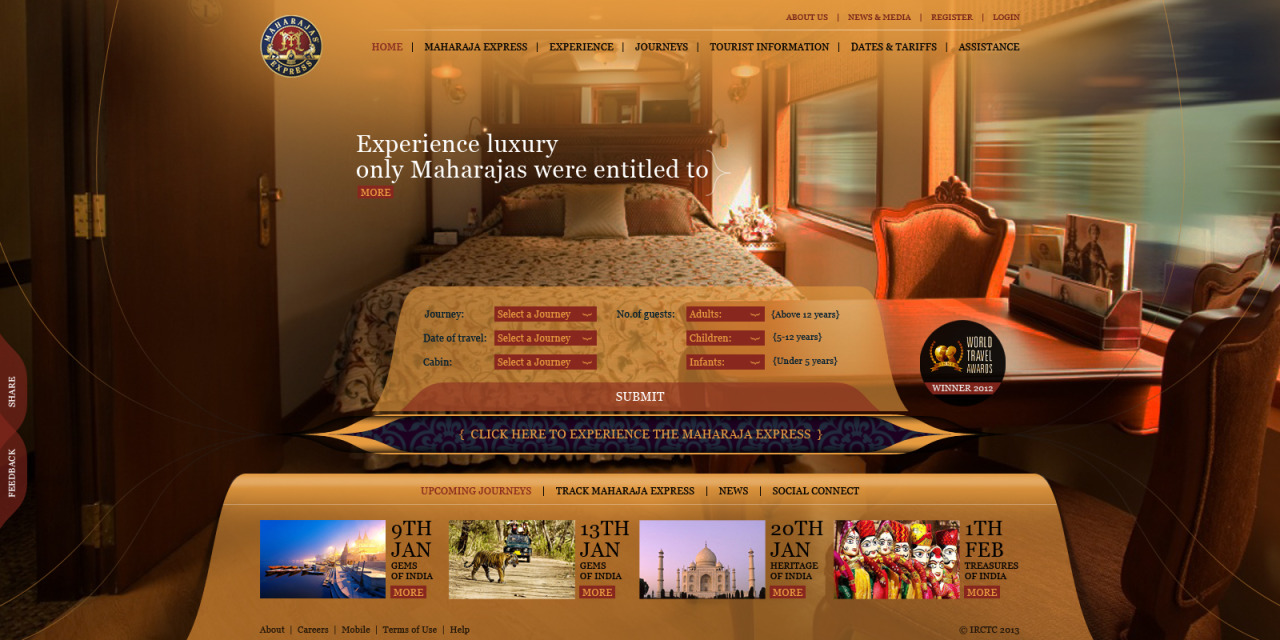 ABOUT US | NEWS & MEDIA | REGISTER | LOGIN
MAHARAJAS EXPRESS
HOME | MAHARAJA EXPRESS | EXPERIENCE | JOURNEYS | TOURIST INFORMATION | DATES & TARIFFS | ASSISTANCE
Experience luxury
only Maharajas were entitled to
MORE
Journey: Select a Journey No.of guests: Adults: {Above 12 years}
Date of travel: Select a Journey Children: {5-12 years}
Cabin: Select a Journey Infants: {Under 5 years}
SUBMIT
WORLD
TRAVEL
AWARDS
WINNER 2012
SHARE
FEEDBACK
{ CLICK HERE TO EXPERIENCE THE MAHARAJA EXPRESS }
UPCOMING JOURNEYS | TRACK MAHARAJA EXPRESS | NEWS | SOCIAL CONNECT
9TH
JAN
GEMS
OF INDIA
MORE
13TH
JAN
GEMS
OF INDIA
MORE
20TH
JAN
HERITAGE
OF INDIA
MORE
1TH
FEB
TREASURES
OF INDIA
MORE
About | Careers | Mobile | Terms of Use | Help
© IRCTC 2013